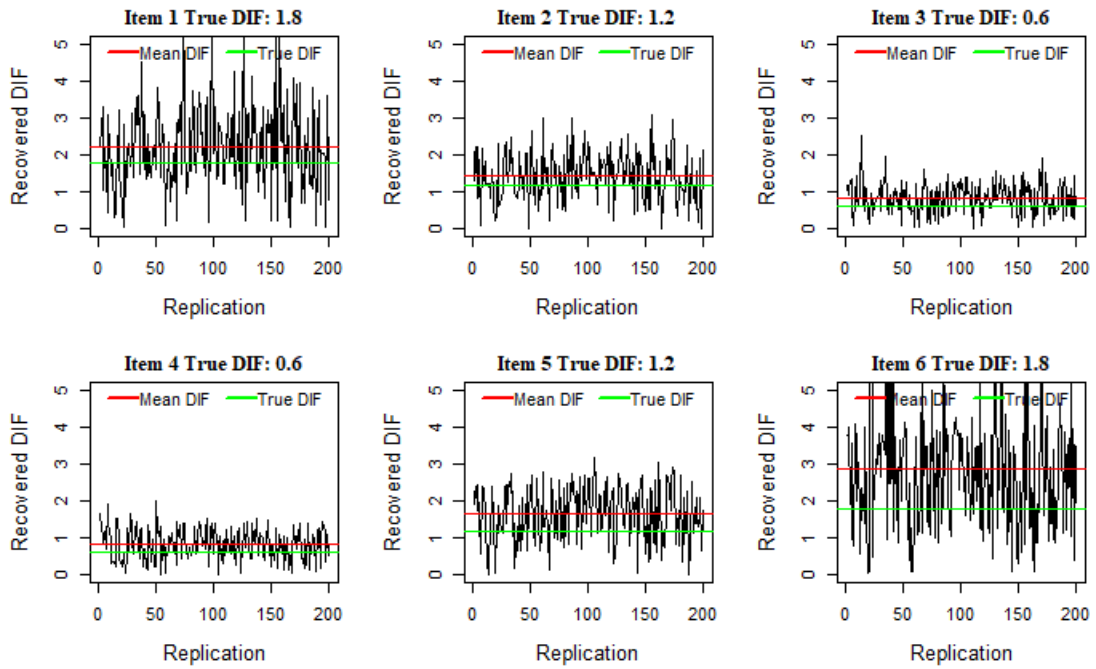 Item 1 True DIF: 1.8
Mean DIF True DIF
Recovered DIF
0 1 2 3 4 5
0 50 100 150 200
Replication
Item 2 True DIF: 1.2
Mean DIF True DIF
Recovered DIF
0 1 2 3 4 5
0 50 100 150 200
Replication
Item 3 True DIF: 0.6
Mean DIF True DIF
Recovered DIF
0 1 2 3 4 5
0 50 100 150 200
Replication
Item 4 True DIF: 0.6
Mean DIF True DIF
Recovered DIF
0 1 2 3 4 5
0 50 100 150 200
Replication
Item 5 True DIF: 1.2
Mean DIF True DIF
Recovered DIF
0 1 2 3 4 5
0 50 100 150 200
Replication
Item 6 True DIF: 1.8
Mean DIF True DIF
Recovered DIF
0 1 2 3 4 5
0 50 100 150 200
Replication